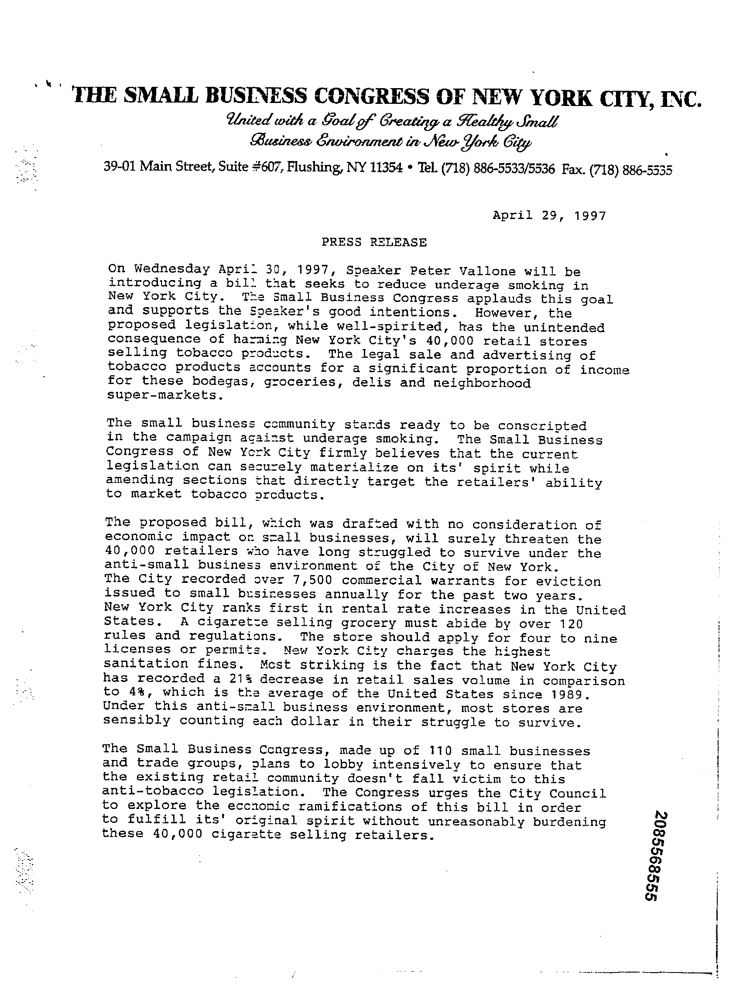 THE SMALL BUSINESS CONGRESS OF NEW YORK CITY, INC.
United with a Goal of Creating a Healthy Small
Business Environment in New York City
39-01 Main Street, Suite #607, Flushing, NY 11354 • Tel. (718) 886-5533/5536 Fax. (718) 886-5535
April 29, 1997
PRESS RELEASE
On Wednesday April 30, 1997, Speaker Peter Vallone will be
introducing a bill that seeks to reduce underage smoking in
New York City. The Small Business Congress applauds this goal
and supports the Speaker's good intentions. However, the
proposed legislation, while well-spirited, has the unintended
consequence of harming New York City's 40,000 retail stores
selling tobacco products. The legal sale and advertising of
tobacco products accounts for a significant proportion of income
for these bodegas, groceries, delis and neighborhood
super-markets.
The small business community stands ready to be conscripted
in the campaign against underage smoking. The Small Business
Congress of New York City firmly believes that the current
legislation can securely materialize on its' spirit while
amending sections that directly target the retailers' ability
to market tobacco products.
The proposed bill, which was drafted with no consideration of
economic impact on small businesses, will surely threaten the
40,000 retailers who have long struggled to survive under the
anti-small business environment of the City of New York.
The City recorded over 7,500 commercial warrants for eviction
issued to small businesses annually for the past two years.
New York City ranks first in rental rate increases in the United
States. A cigarette selling grocery must abide by over 120
rules and regulations. The store should apply for four to nine
licenses or permits. New York City charges the highest
sanitation fines. Most striking is the fact that New York City
has recorded a 21% decrease in retail sales volume in comparison
to 4%, which is the average of the United States since 1989.
Under this anti-small business environment, most stores are
sensibly counting each dollar in their struggle to survive.
The Small Business Congress, made up of 110 small businesses
and trade groups, plans to lobby intensively to ensure that
the existing retail community doesn't fall victim to this
anti-tobacco legislation. The Congress urges the City Council
to explore the economic ramifications of this bill in order
to fulfill its' original spirit without unreasonably burdening
these 40,000 cigarette selling retailers.
2085568555